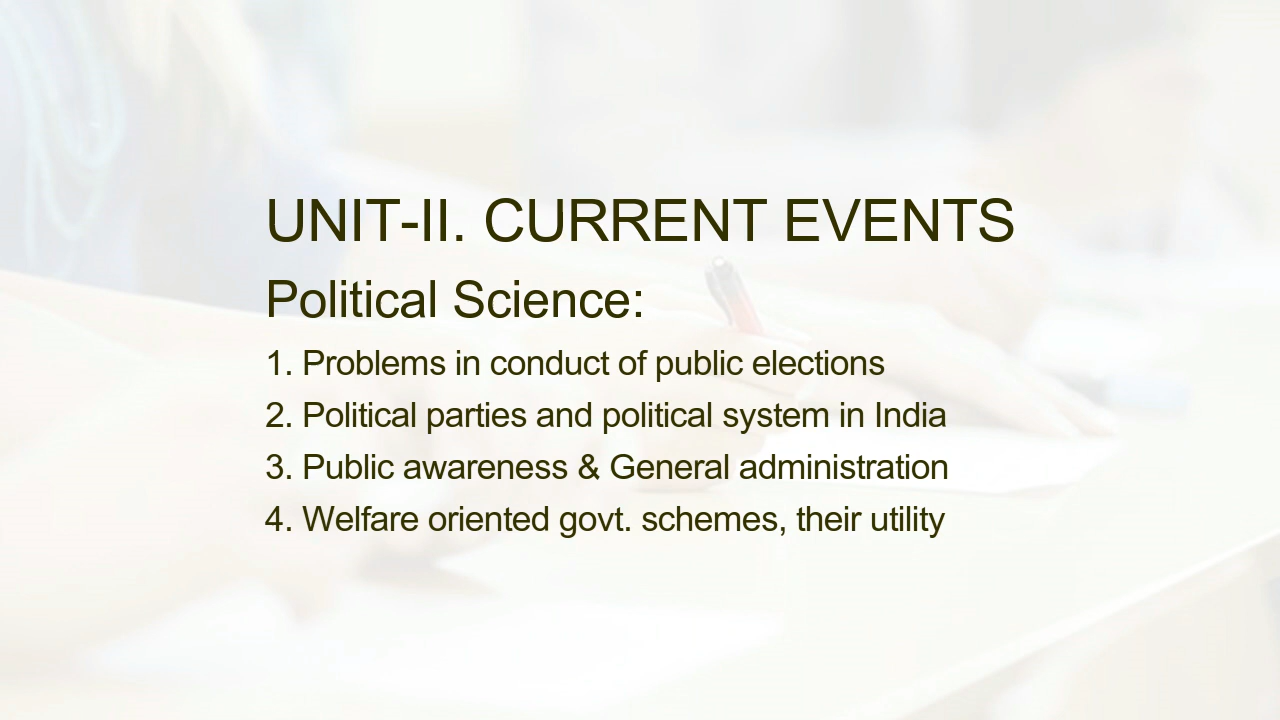 UNIT-II. CURRENT EVENTS
Political Science:
1. Problems in conduct of public elections
2. Political parties and political system in India
3. Public awareness & General administration
4. Welfare oriented govt. schemes, their utility